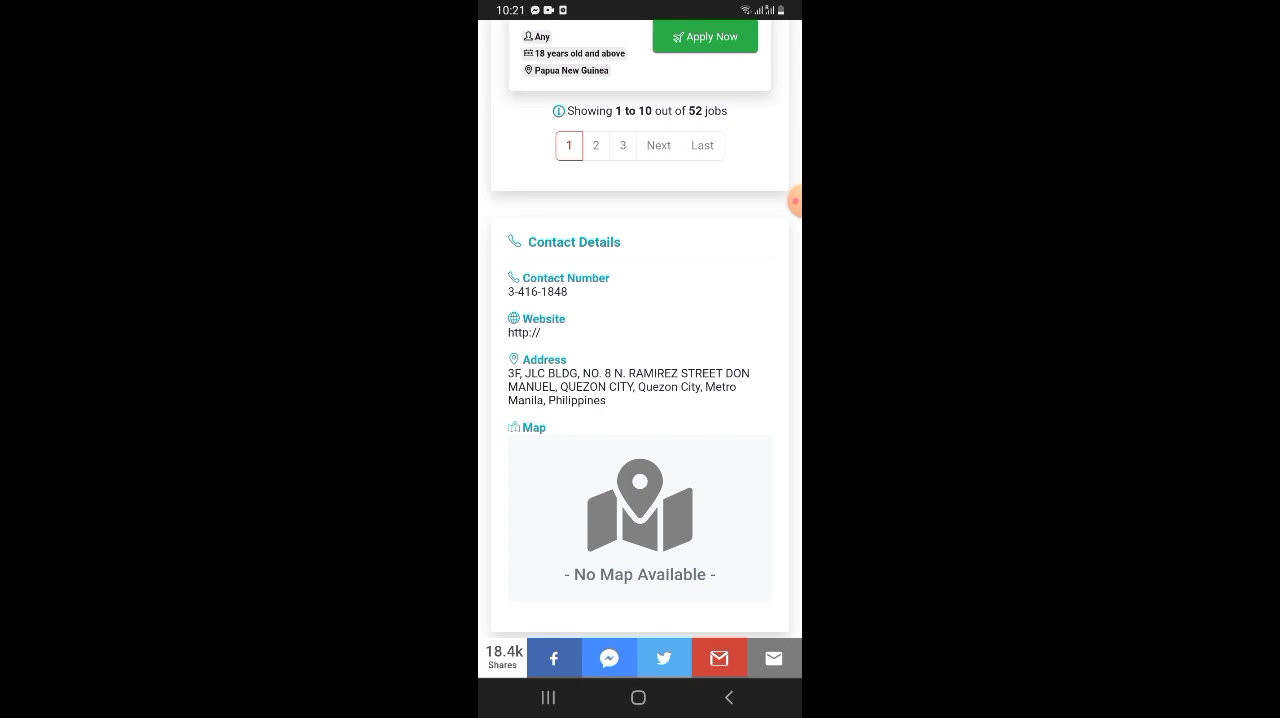 10:21
Any
18 years old and above
Papua New Guinea
Apply Now
Showing 1 to 10 out of 52 jobs
1 2 3 Next Last
Contact Details
Contact Number
3-416-1848
Website
http://
Address
3F, JLC BLDG, NO. 8 N. RAMIREZ STREET DON
MANUEL, QUEZON CITY, Quezon City, Metro
Manila, Philippines
Map
- No Map Available -
18.4k
Shares